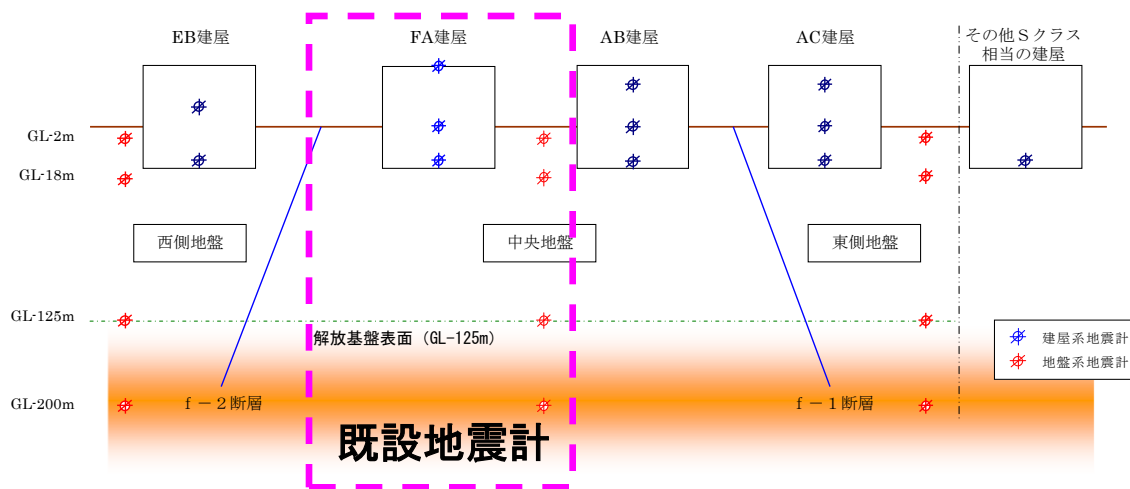 EB建屋
FA建屋
AB建屋
AC建屋
その他Sクラス
相当の建屋
GL-2m
GL-18m
西側地盤
中央地盤
東側地盤
GL-125m
解放基盤表面（GL-125m）
建屋系地震計
地盤系地震計
GL-200m
f－2断層
f－1断層
既設地震計